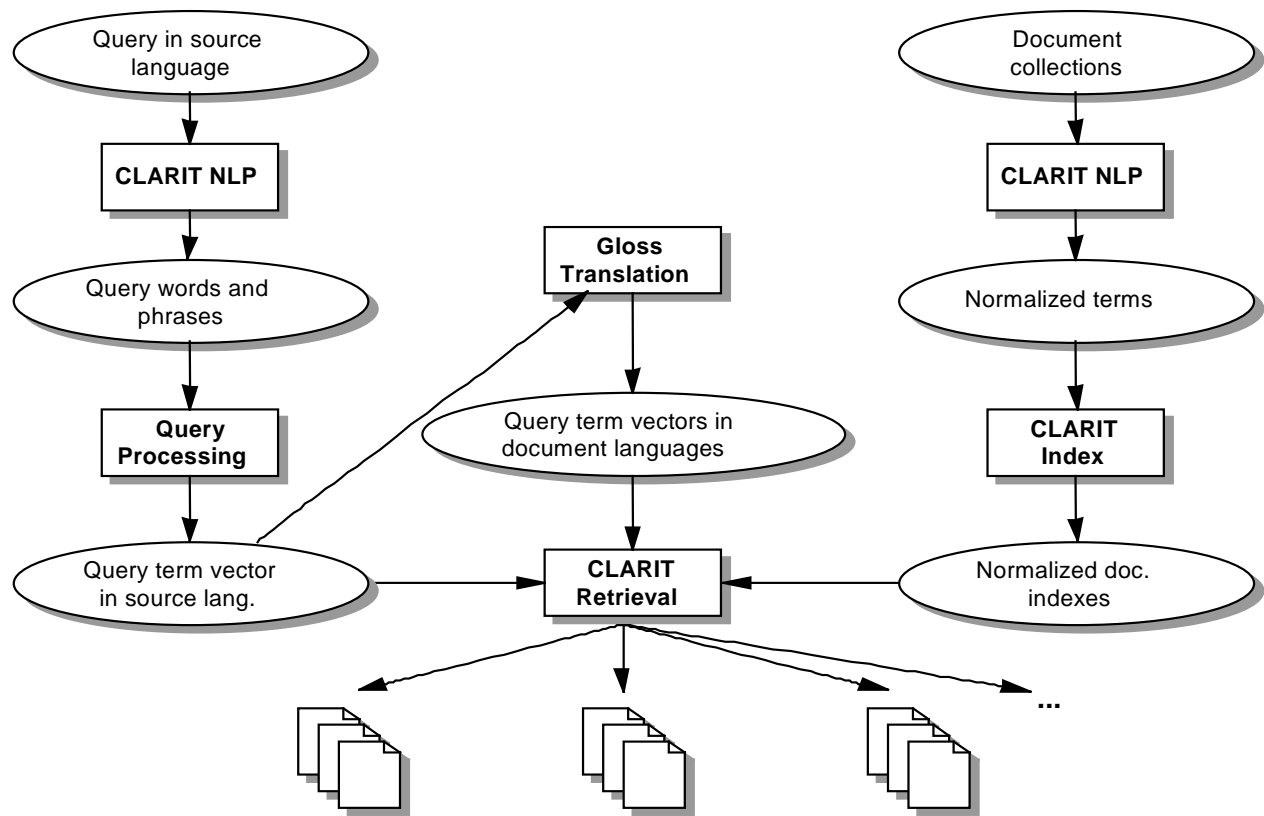 Query in source
language
Document
collections
CLARIT NLP
CLARIT NLP
Gloss
Translation
Query words and
phrases
Normalized terms
Query
Processing
Query term vectors in
document languages
CLARIT
Index
Query term vector
in source lang.
CLARIT
Retrieval
Normalized doc.
indexes
...